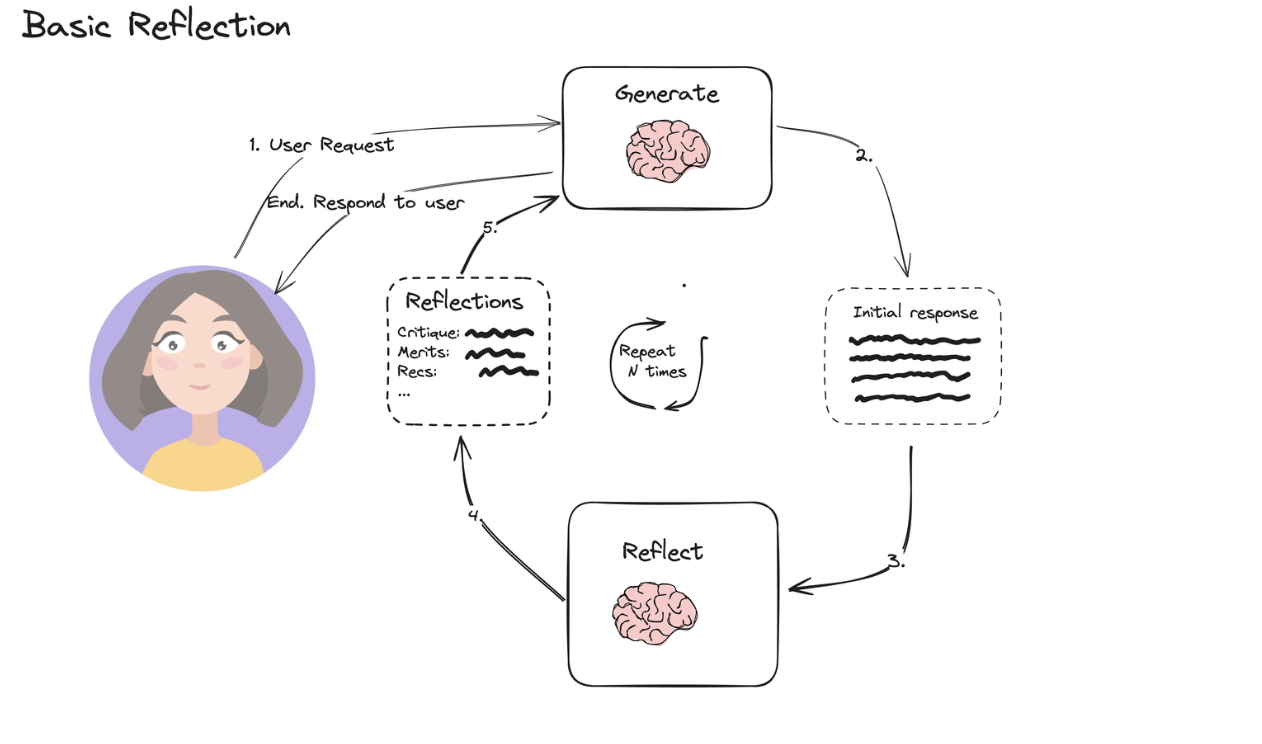 Basic Reflection
Generate
1. User Request
2.
End. Respond to user
5.
Reflections
Critique:
Merits:
Recs:
...
Repeat
N times
Initial response
4.
3.
Reflect